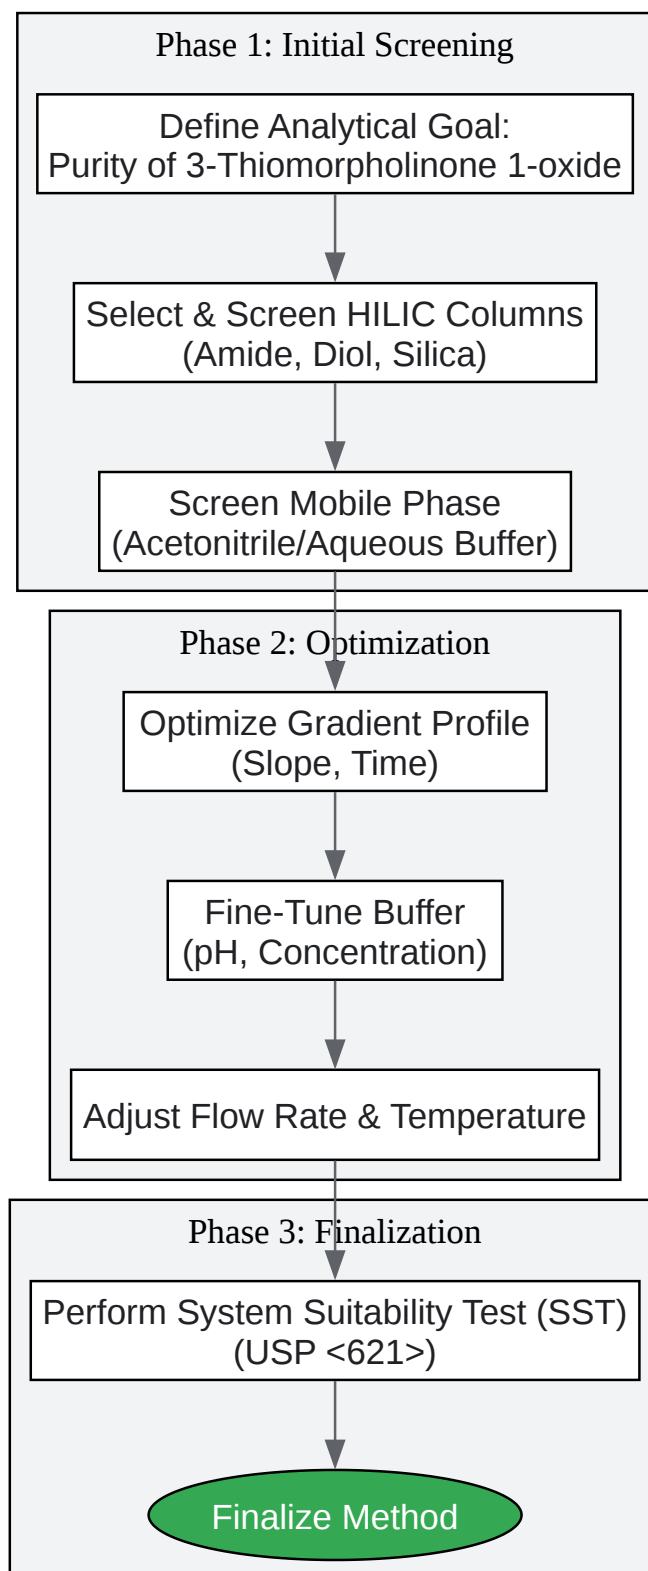 Phase 1: Initial Screening
Define Analytical Goal:
Purity of 3-Thiomorpholinone 1-oxide
Select & Screen HILIC Columns
(Amide, Diol, Silica)
Screen Mobile Phase
(Acetonitrile/Aqueous Buffer)
Phase 2: Optimization
Optimize Gradient Profile
(Slope, Time)
Fine-Tune Buffer
(pH, Concentration)
Adjust Flow Rate & Temperature
Phase 3: Finalization
Perform System Suitability Test (SST)
(USP <621>)
Finalize Method